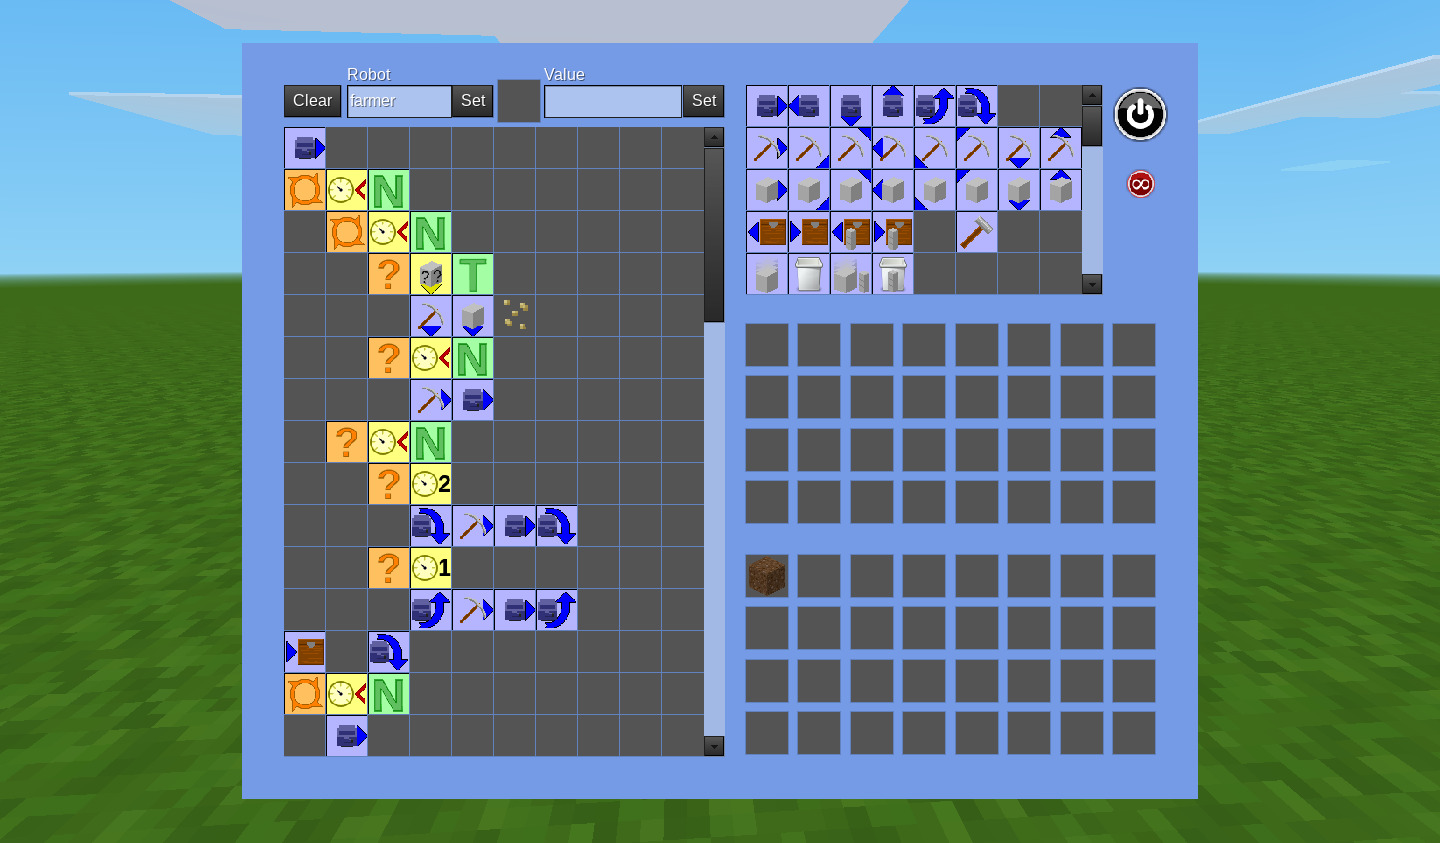 Robot Value
Clear farmer Set Set
N
N
? ?? T
? N
? N
? 2
? 1
N